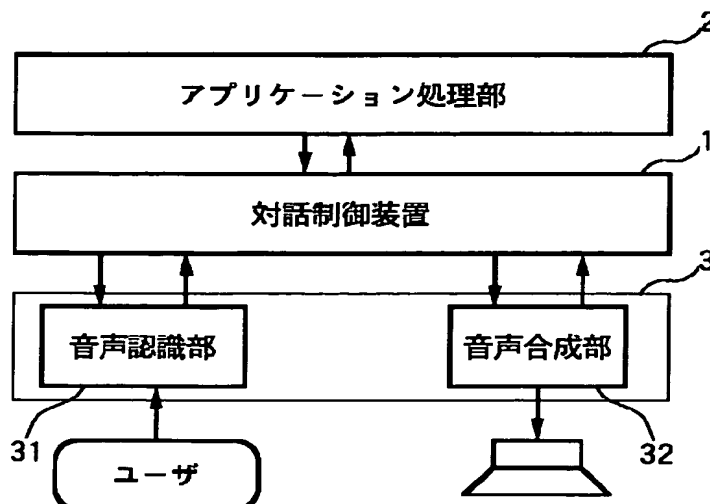 2
アプリケーション処理部
1
対話制御装置
3
音声認識部
音声合成部
31
32
ユーザ